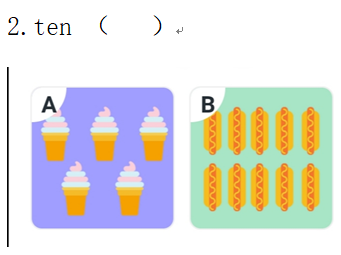 2.ten （　　）↵
A
B